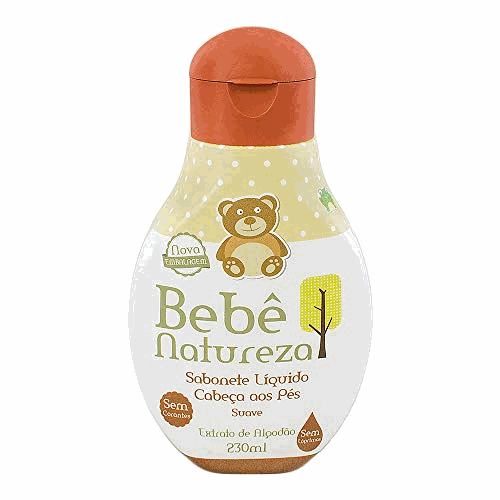 Nova
EMBALAGEM
Bebê
Natureza
Sabonete Líquido
Cabeça aos Pés
Suave
Sem
Corantes
Extrato de Algodão
230ml
Sem
Lágrimas